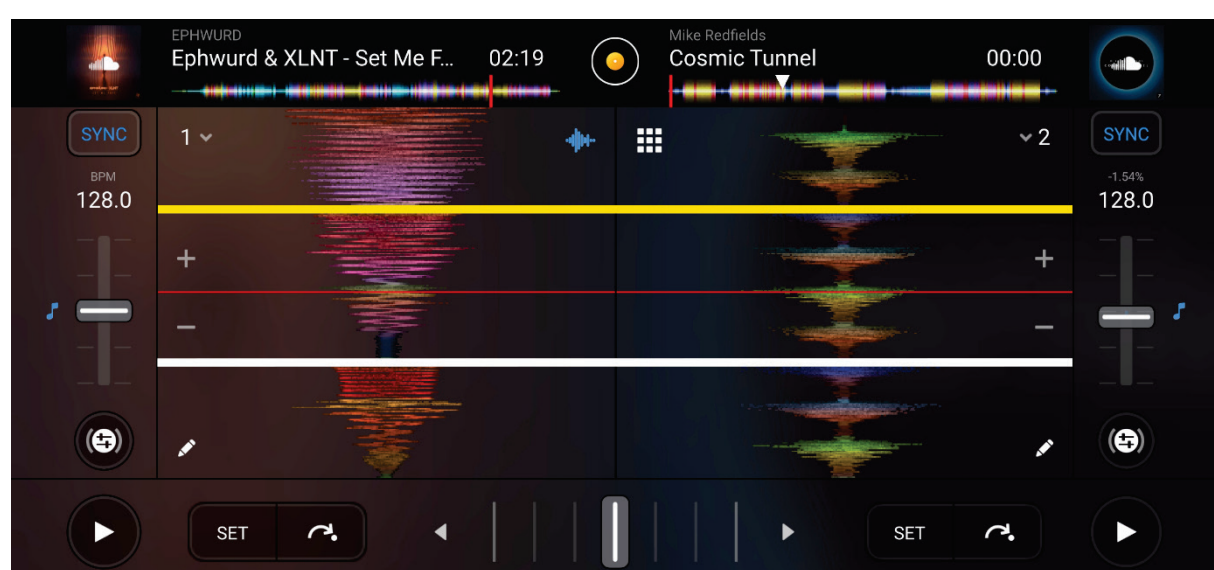 EPHWURD
Ephwurd & XLNT - Set Me F... 02:19
Mike Redfields
Cosmic Tunnel 00:00
SYNC
1
2
SYNC
BPM
128.0
-1.54%
128.0
+
+
−
−
SET
SET